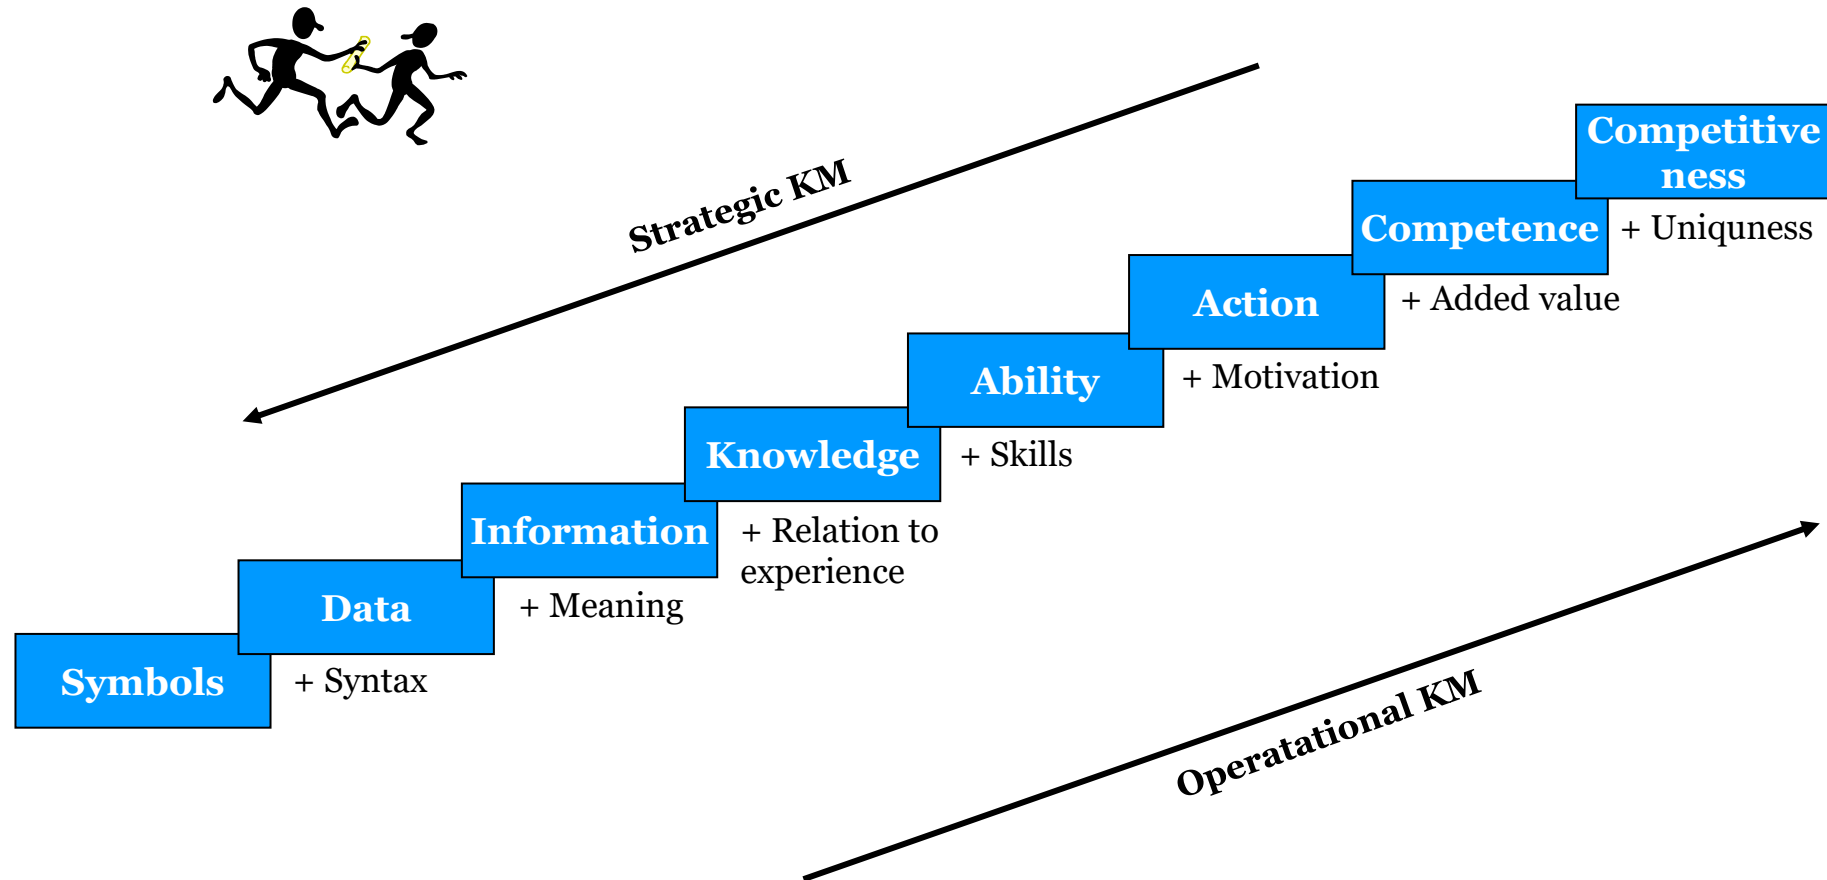 Strategic KM
Competitive
ness
Competence
+ Uniquness
Action
+ Added value
Ability
+ Motivation
Knowledge
+ Skills
Information
+ Relation to
experience
Data
+ Meaning
Symbols
+ Syntax
Operatational KM